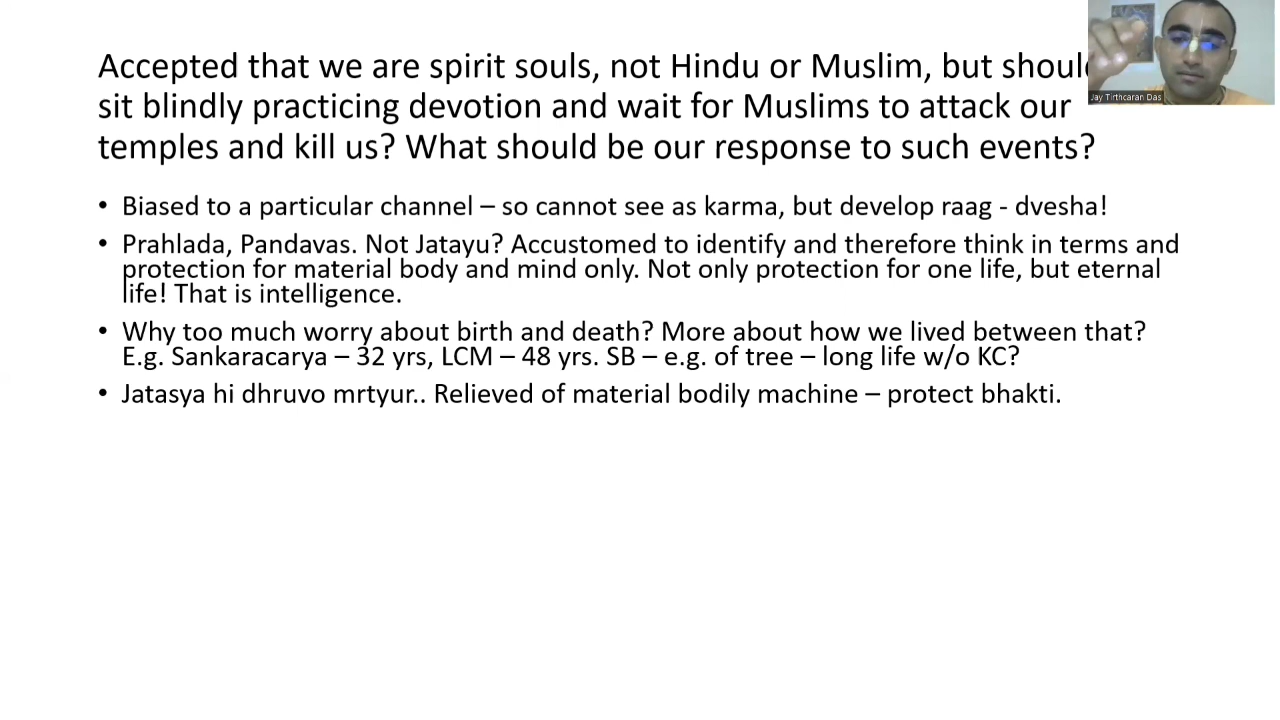 Accepted that we are spirit souls, not Hindu or Muslim, but
sit blindly practicing devotion and wait for Muslims to attack our
temples and kill us? What should be our response to such events?
• Biased to a particular channel – so cannot see as karma, but develop raag - dvesha!
• Prahlada, Pandavas. Not Jatayu? Accustomed to identify and therefore think in terms and
protection for material body and mind only. Not only protection for one life, but eternal
life! That is intelligence.
• Why too much worry about birth and death? More about how we lived between that?
E.g. Sankaracarya – 32 yrs, LCM – 48 yrs. SB – e.g. of tree – long life w/o KC?
• Jatasya hi dhruvo mrtyur.. Relieved of material bodily machine – protect bhakti.
Jay Tirthcaran Das